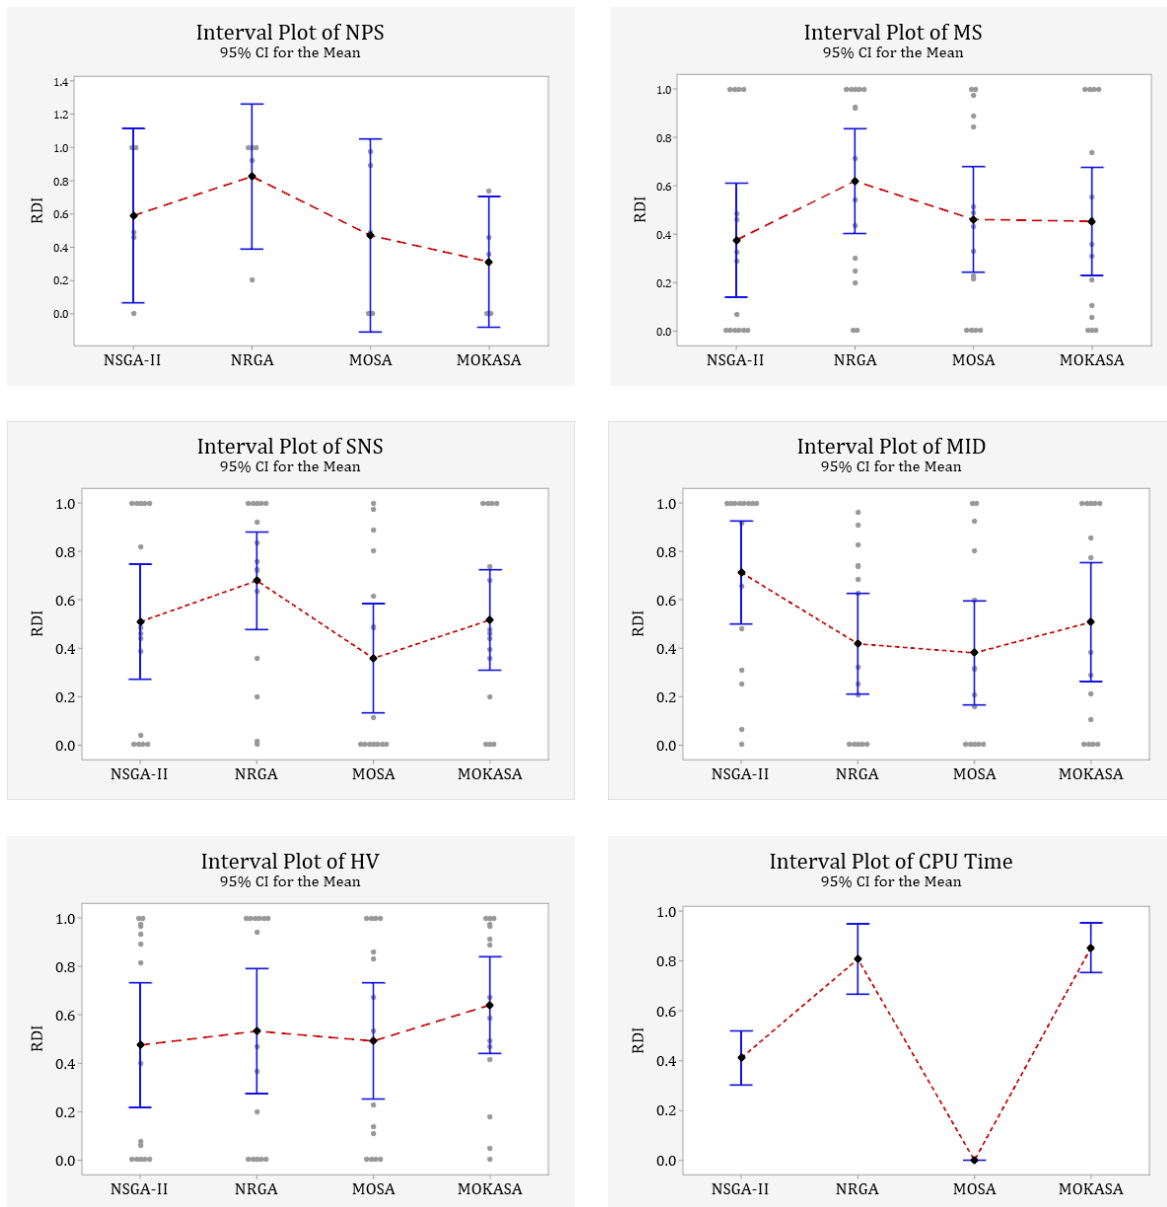 Interval Plot of NPS
95% CI for the Mean
1.4
1.2
1.0
0.8
0.6
0.4
0.2
0.0
RDI
NSGA-II NRGA MOSA MOKASA
Interval Plot of MS
95% CI for the Mean
1.0
0.8
0.6
0.4
0.2
0.0
RDI
NSGA-II NRGA MOSA MOKASA
Interval Plot of SNS
95% CI for the Mean
1.0
0.8
0.6
0.4
0.2
0.0
RDI
NSGA-II NRGA MOSA MOKASA
Interval Plot of MID
95% CI for the Mean
1.0
0.8
0.6
0.4
0.2
0.0
RDI
NSGA-II NRGA MOSA MOKASA
Interval Plot of HV
95% CI for the Mean
1.0
0.8
0.6
0.4
0.2
0.0
RDI
NSGA-II NRGA MOSA MOKASA
Interval Plot of CPU Time
95% CI for the Mean
1.0
0.8
0.6
0.4
0.2
0.0
RDI
NSGA-II NRGA MOSA MOKASA